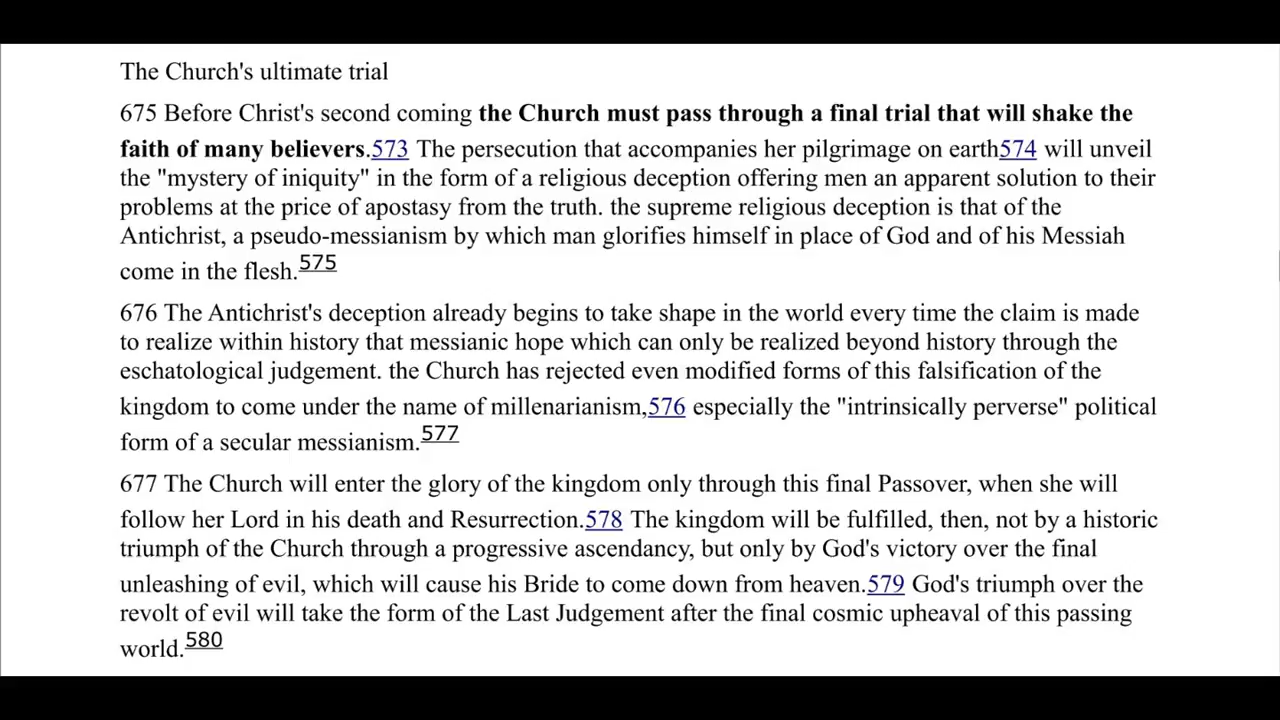 The Church's ultimate trial
675 Before Christ's second coming the Church must pass through a final trial that will shake the
faith of many believers.573 The persecution that accompanies her pilgrimage on earth574 will unveil
the "mystery of iniquity" in the form of a religious deception offering men an apparent solution to their
problems at the price of apostasy from the truth. the supreme religious deception is that of the
Antichrist, a pseudo-messianism by which man glorifies himself in place of God and of his Messiah
come in the flesh.575
676 The Antichrist's deception already begins to take shape in the world every time the claim is made
to realize within history that messianic hope which can only be realized beyond history through the
eschatological judgement. the Church has rejected even modified forms of this falsification of the
kingdom to come under the name of millenarianism,576 especially the "intrinsically perverse" political
form of a secular messianism.577
677 The Church will enter the glory of the kingdom only through this final Passover, when she will
follow her Lord in his death and Resurrection.578 The kingdom will be fulfilled, then, not by a historic
triumph of the Church through a progressive ascendancy, but only by God's victory over the final
unleashing of evil, which will cause his Bride to come down from heaven.579 God's triumph over the
revolt of evil will take the form of the Last Judgement after the final cosmic upheaval of this passing
world.580